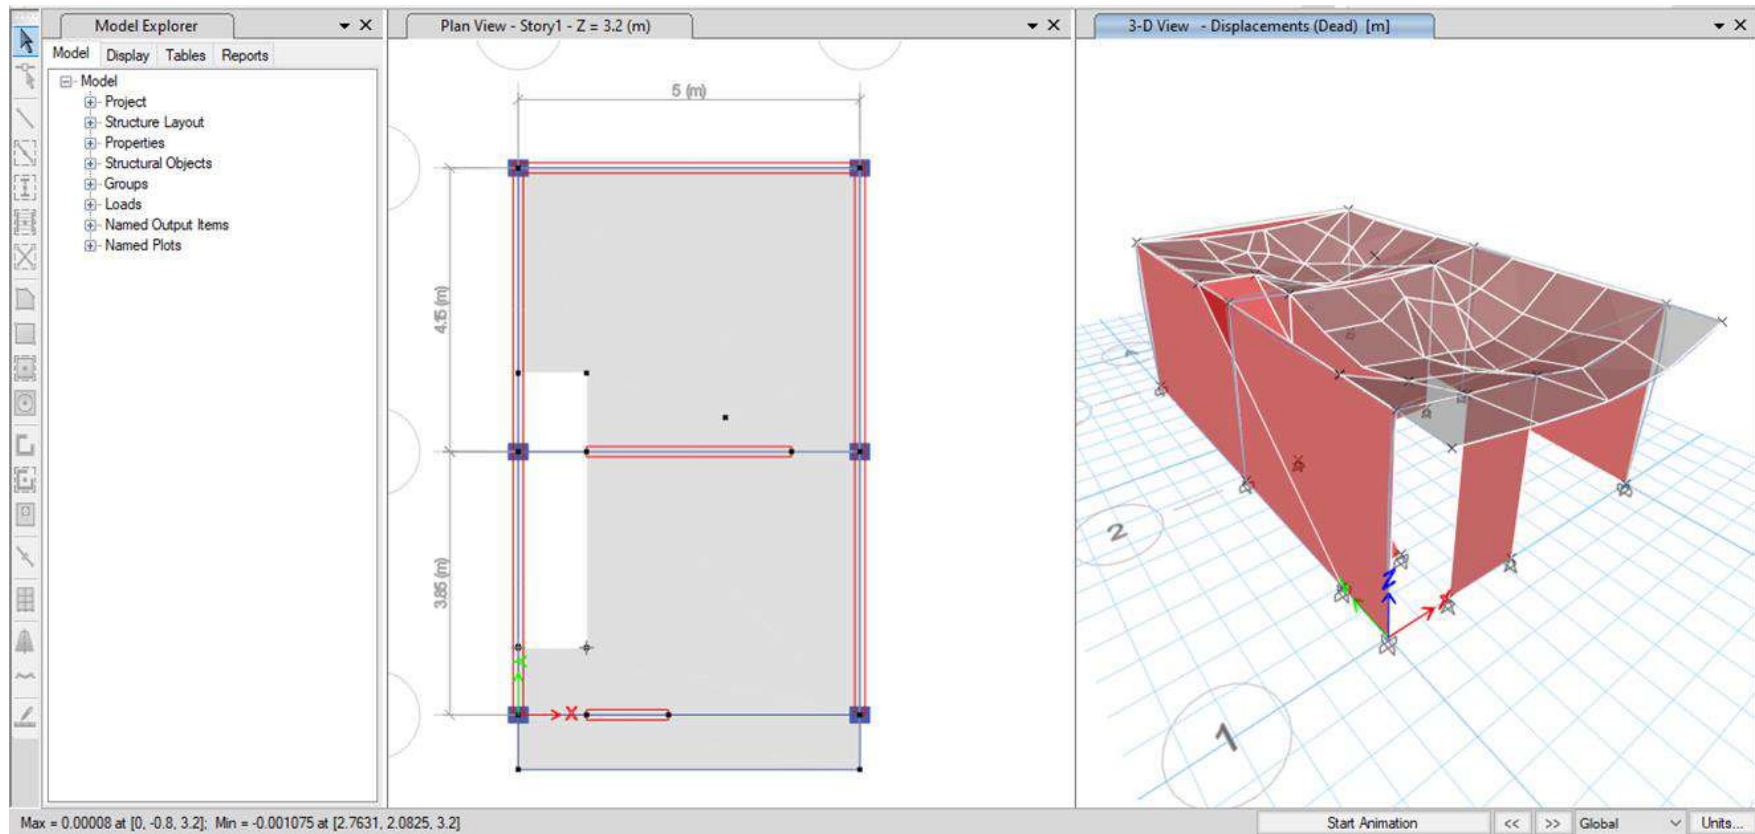 Model Explorer
Model Display Tables Reports
Model
Project
Structure Layout
Properties
Structural Objects
Groups
Loads
Named Output Items
Named Plots
Plan View - Story1 - Z = 3.2 (m)
5 (m)
4.15 (m)
3.85 (m)
X
3-D View - Displacements (Dead) [m]
2
Z
X
1
Max = 0.00008 at [0, -0.8, 3.2]; Min = -0.001075 at [2.7631, 2.0825, 3.2]
Start Animation << >> Global Units...